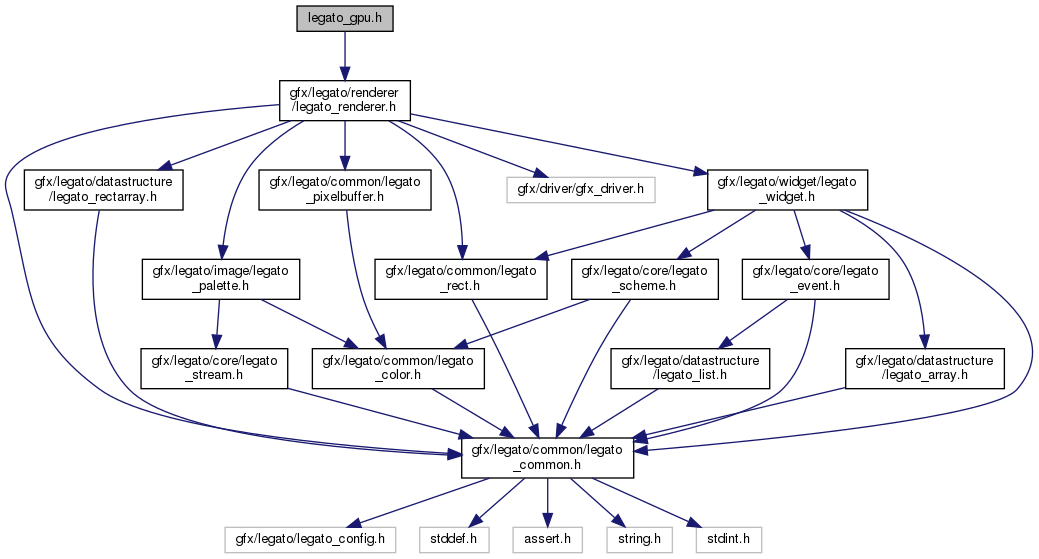 legato_gpu.h
gfx/legato/renderer
/legato_renderer.h
gfx/legato/datastructure
/legato_rectarray.h
gfx/legato/common/legato
_pixelbuffer.h
gfx/driver/gfx_driver.h
gfx/legato/widget/legato
_widget.h
gfx/legato/image/legato
_palette.h
gfx/legato/common/legato
_rect.h
gfx/legato/core/legato
_scheme.h
gfx/legato/core/legato
_event.h
gfx/legato/core/legato
_stream.h
gfx/legato/common/legato
_color.h
gfx/legato/datastructure
/legato_list.h
gfx/legato/datastructure
/legato_array.h
gfx/legato/common/legato
_common.h
gfx/legato/legato_config.h
stddef.h
assert.h
string.h
stdint.h